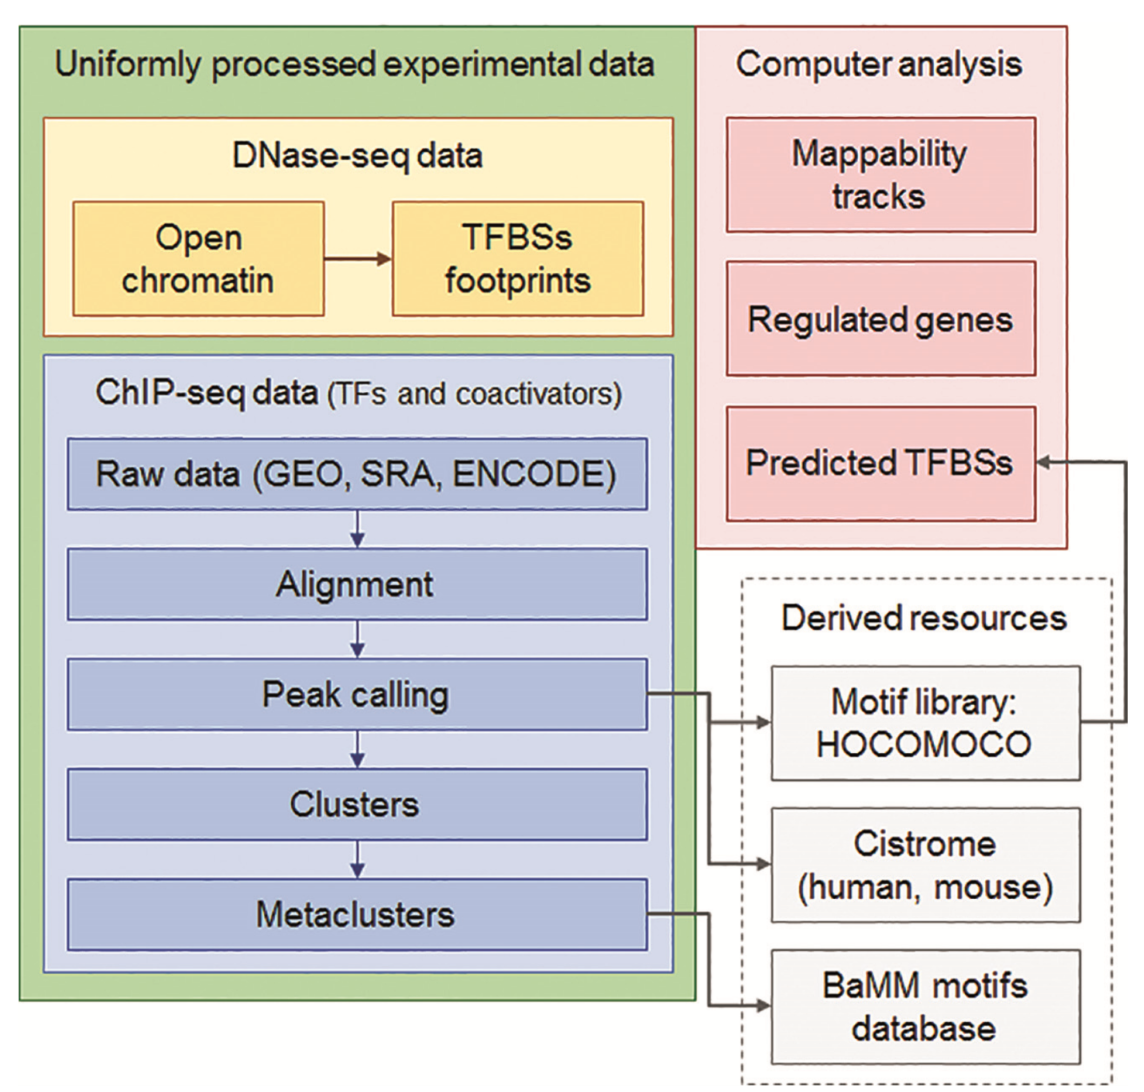 Uniformly processed experimental data
DNase-seq data
Open
chromatin
TFBSs
footprints
ChIP-seq data (TFs and coactivators)
Raw data (GEO, SRA, ENCODE)
Alignment
Peak calling
Clusters
Metaclusters
Computer analysis
Mappability
tracks
Regulated genes
Predicted TFBSs
Derived resources
Motif library:
HOCOMOCO
Cistrome
(human, mouse)
BaMM motifs
database